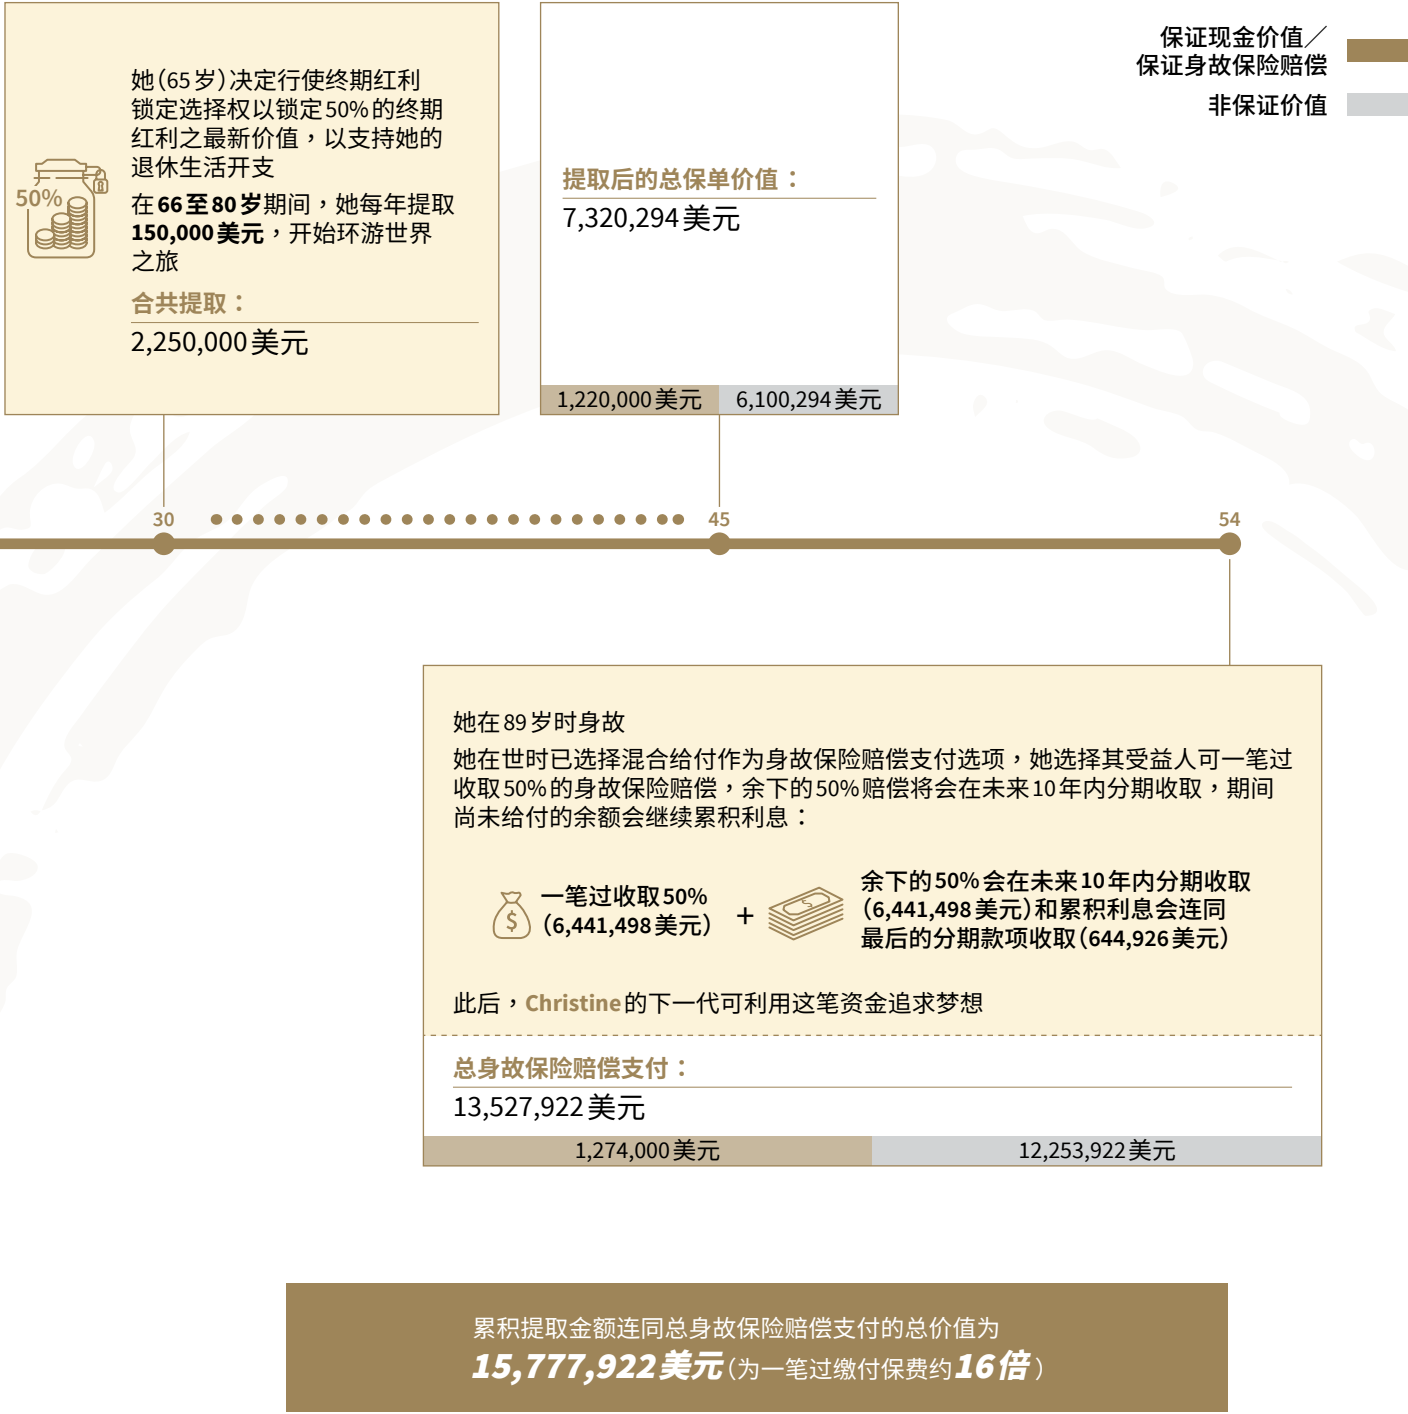 保证现金价值／
保证身故保险赔偿
非保证价值
50%
她（65岁）决定行使终期红利
锁定选择权以锁定50%的终期
红利之最新价值，以支持她的
退休生活开支
在66至80岁期间，她每年提取
150,000美元，开始环游世界
之旅
合共提取：
2,250,000美元
提取后的总保单价值：
7,320,294美元
1,220,000美元
6,100,294美元
30
45
54
她在89岁时身故
她在世时已选择混合给付作为身故保险赔偿支付选项，她选择其受益人可一笔过
收取50%的身故保险赔偿，余下的50%赔偿将会在未来10年内分期收取，期间
尚未给付的余额会继续累积利息：
$
一笔过收取50%
（6,441,498美元）
+
余下的50%会在未来10年内分期收取
（6,441,498美元）和累积利息会连同
最后的分期款项收取（644,926美元）
此后，Christine的下一代可利用这笔资金追求梦想
总身故保险赔偿支付：
13,527,922美元
1,274,000美元
12,253,922美元
累积提取金额连同总身故保险赔偿支付的总价值为
15,777,922美元（为一笔过缴付保费约16倍）